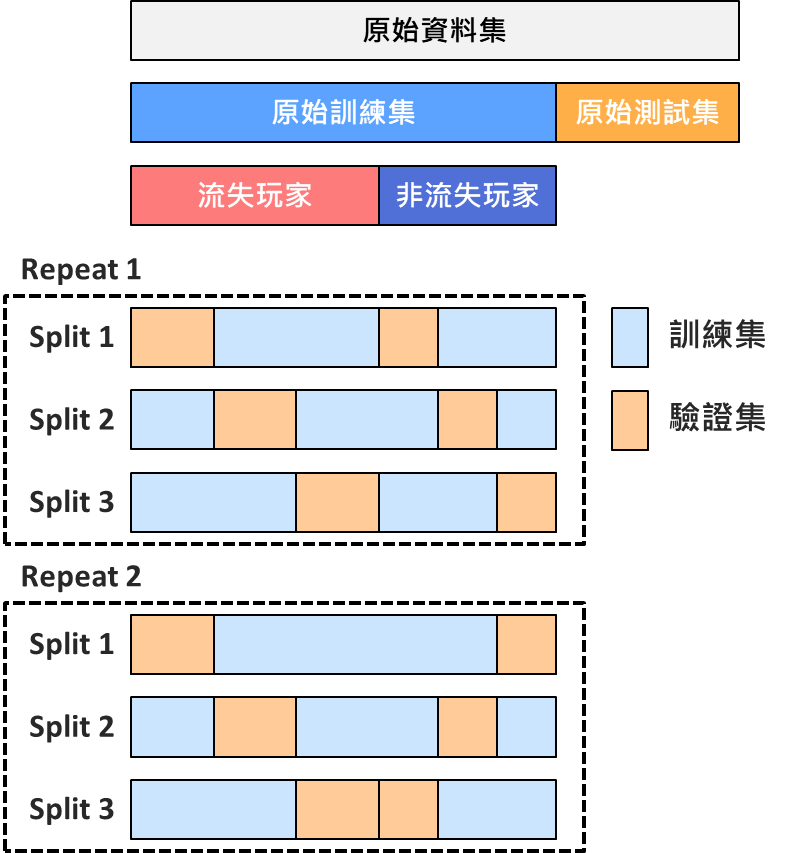 原始資料集
原始訓練集 原始測試集
流失玩家 非流失玩家
Repeat 1
Split 1 訓練集
Split 2 驗證集
Split 3
Repeat 2
Split 1
Split 2
Split 3